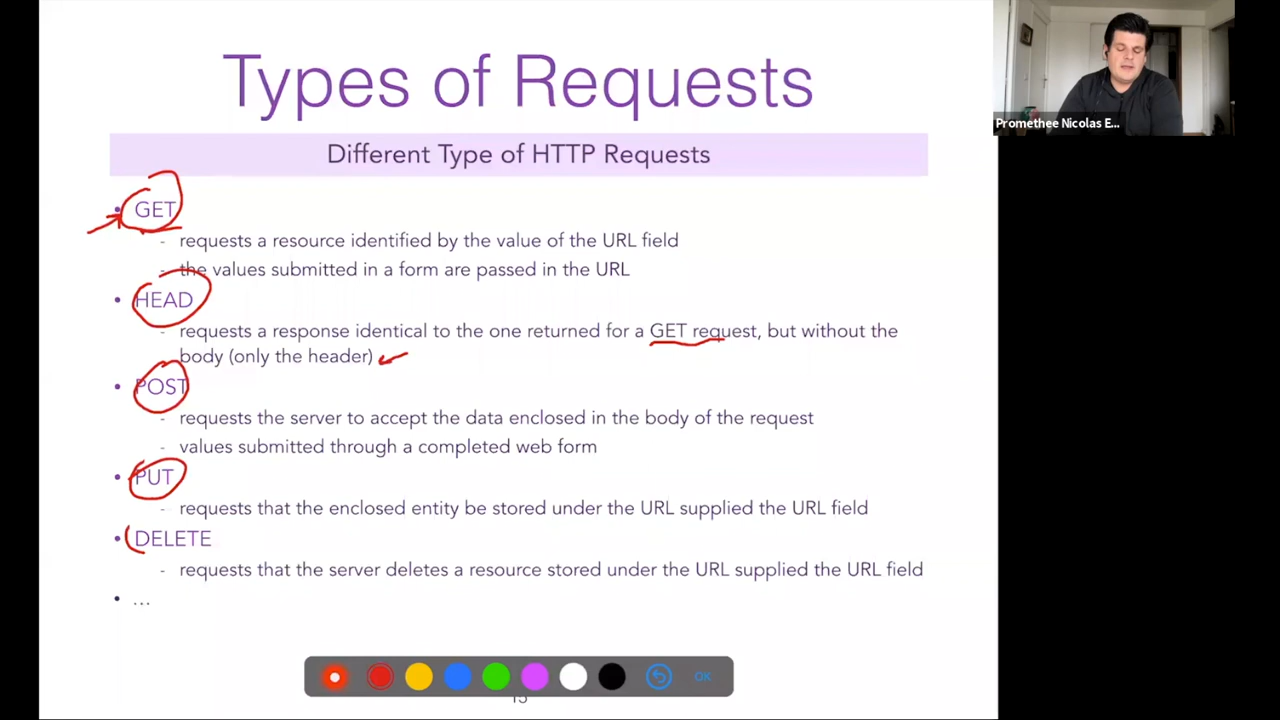 Types of Requests
Promethee Nicolas E...
Different Type of HTTP Requests
• GET
- requests a resource identified by the value of the URL field
- the values submitted in a form are passed in the URL
• HEAD
- requests a response identical to the one returned for a GET request, but without the
body (only the header)
• POST
- requests the server to accept the data enclosed in the body of the request
- values submitted through a completed web form
• PUT
- requests that the enclosed entity be stored under the URL supplied the URL field
• DELETE
- requests that the server deletes a resource stored under the URL supplied the URL field
• ...
OK
15